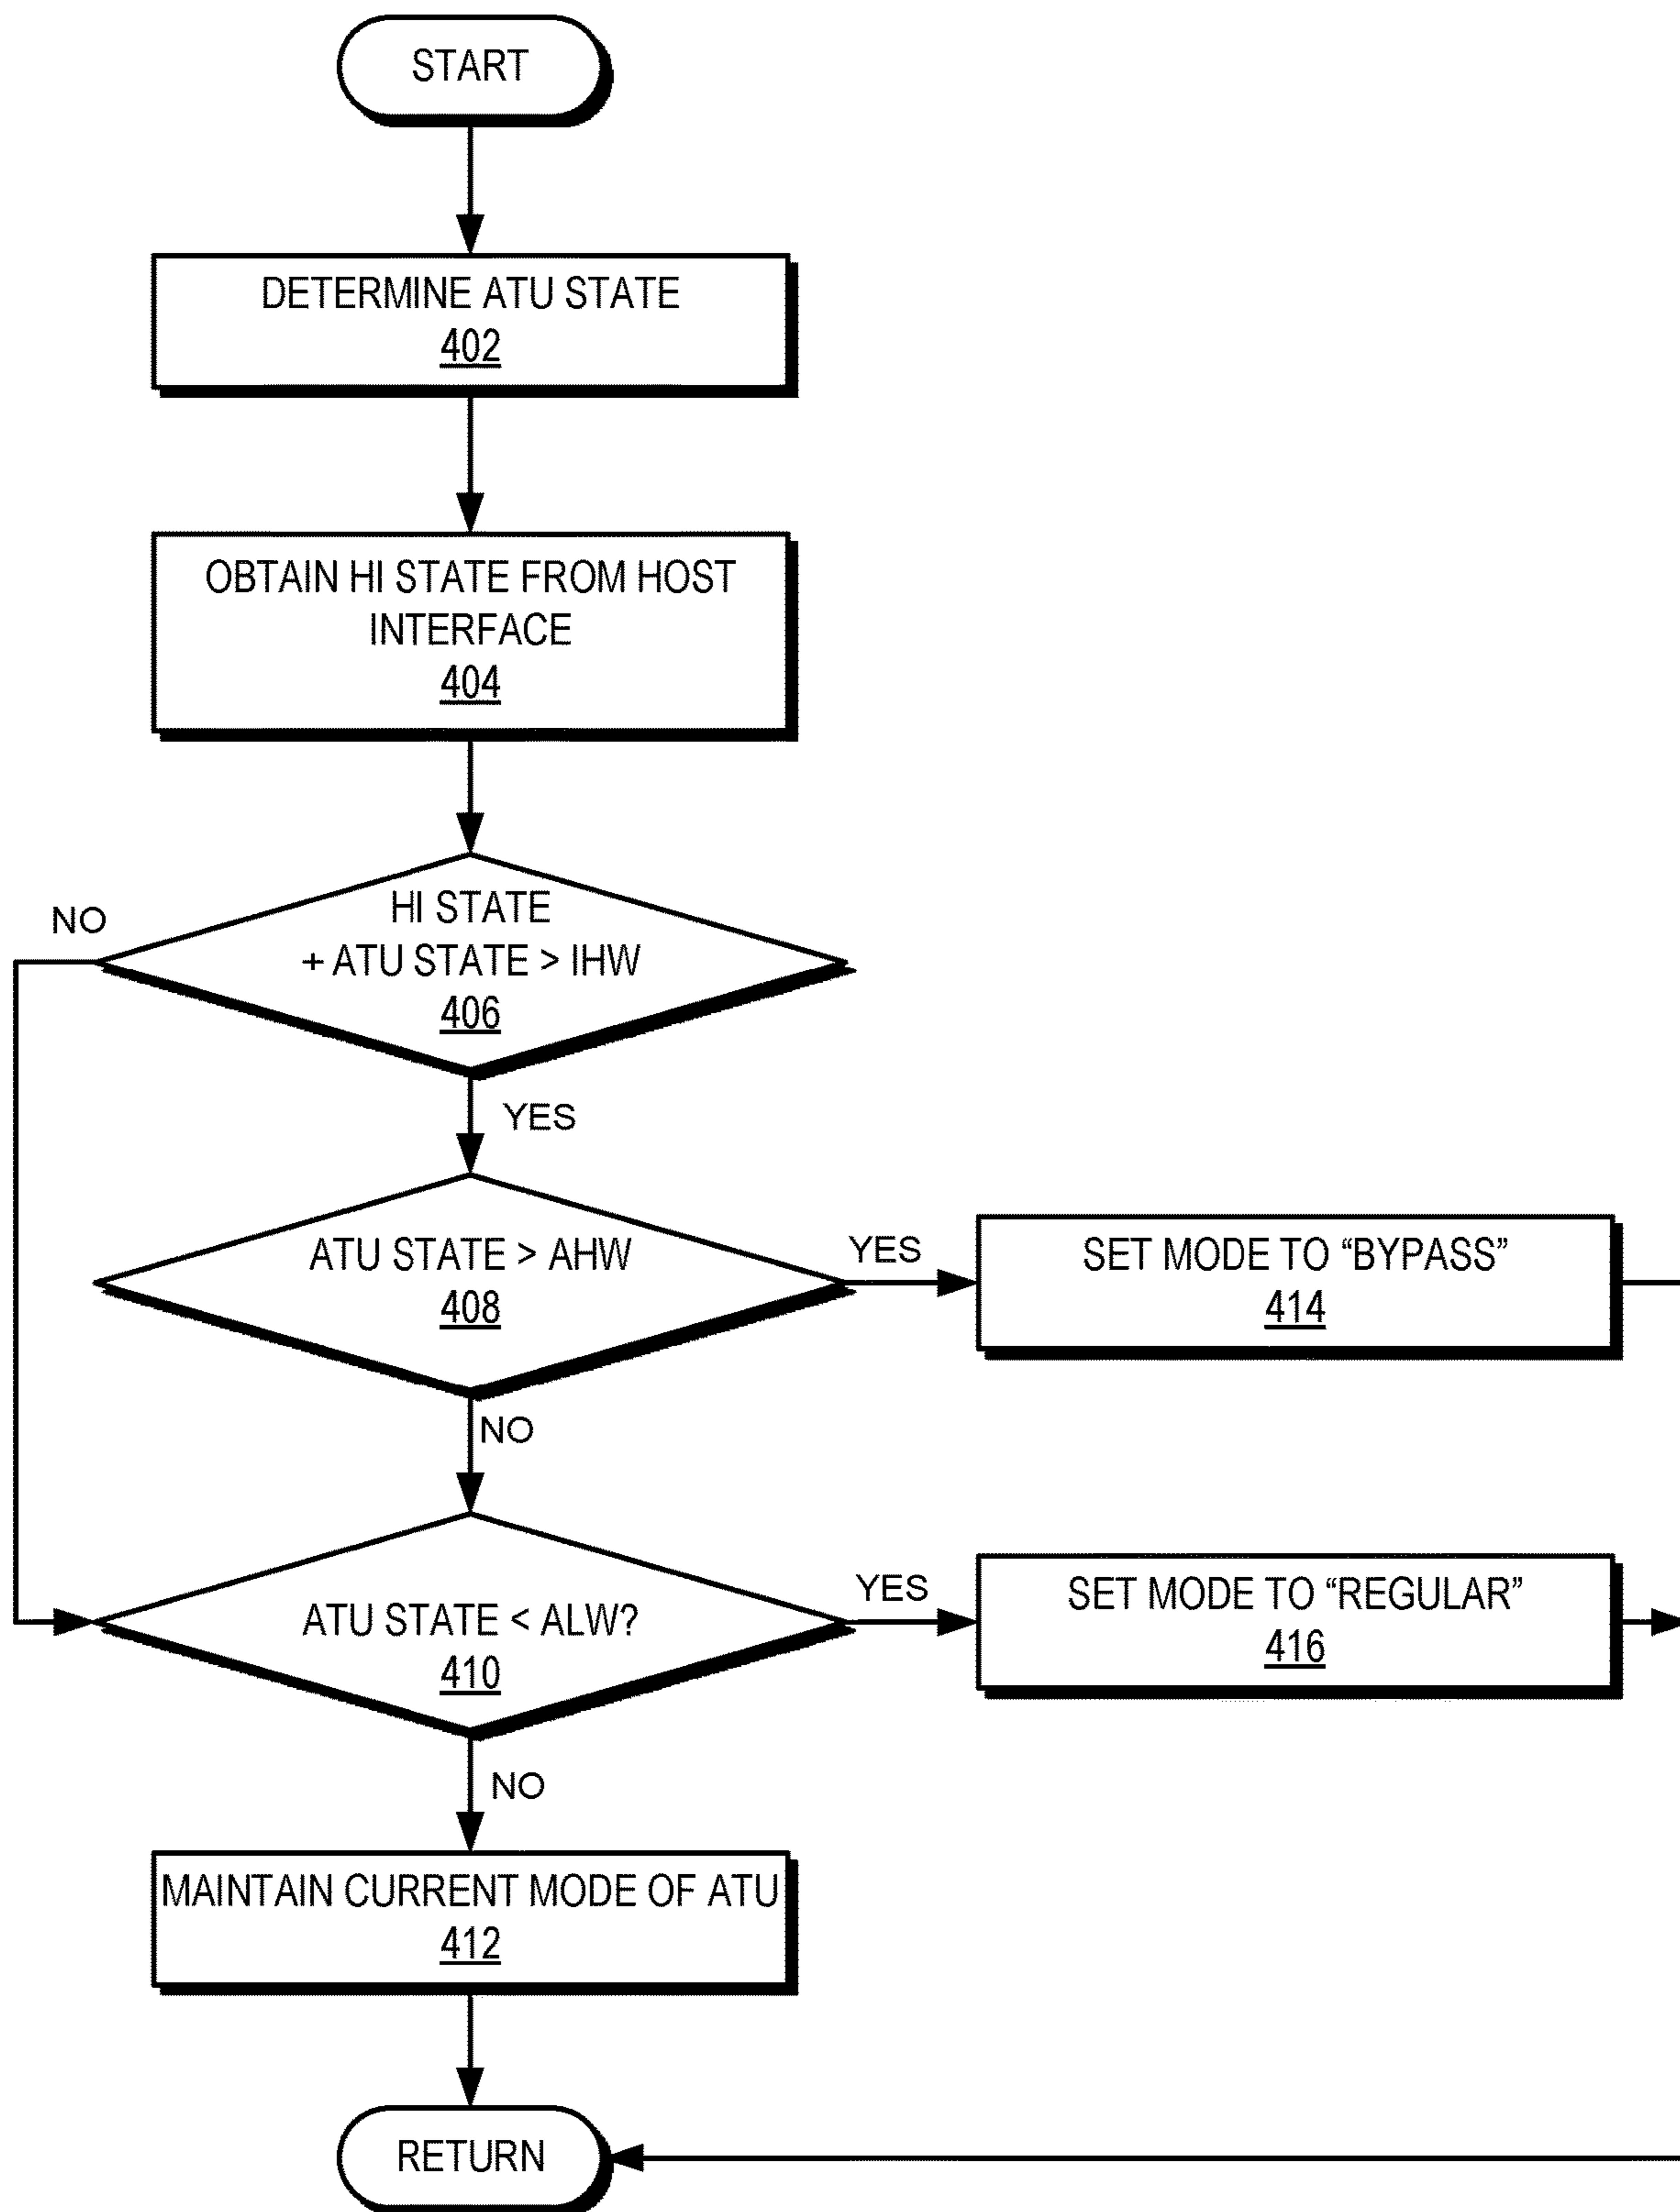 START
DETERMINE ATU STATE
402
OBTAIN HI STATE FROM HOST
INTERFACE
404
HI STATE
+ ATU STATE > IHW
406
NO
YES
ATU STATE > AHW
408
YES
SET MODE TO “BYPASS”
414
NO
ATU STATE < ALW?
410
YES
SET MODE TO “REGULAR”
416
NO
MAINTAIN CURRENT MODE OF ATU
412
RETURN